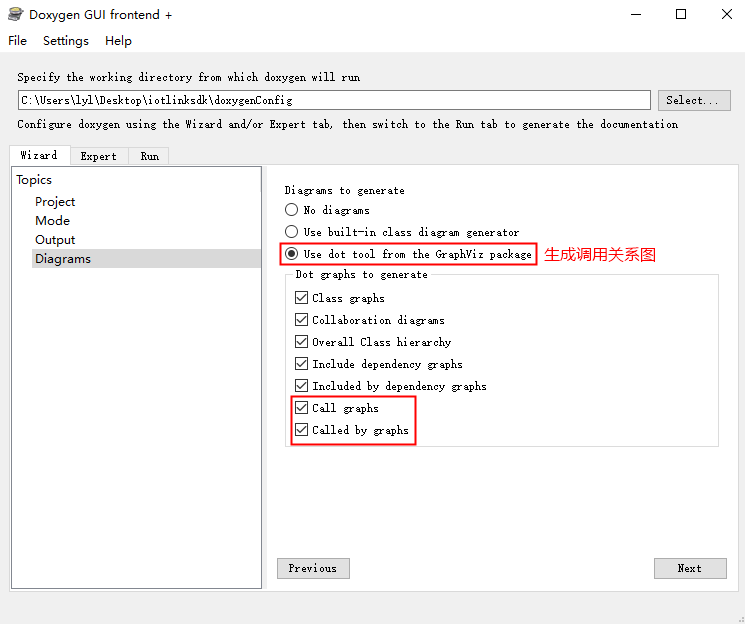 Doxygen GUI frontend +
File Settings Help
Specify the working directory from which doxygen will run
C:\Users\lyl\Desktop\iotlinksdk\doxygenConfig
Select...
Configure doxygen using the Wizard and/or Expert tab, then switch to the Run tab to generate the documentation
Wizard Expert Run
Topics
Project
Mode
Output
Diagrams
Diagrams to generate
No diagrams
Use built-in class diagram generator
Use dot tool from the GraphViz package 生成调用关系图
Dot graphs to generate
Class graphs
Collaboration diagrams
Overall Class hierarchy
Include dependency graphs
Included by dependency graphs
Call graphs
Called by graphs
Previous Next